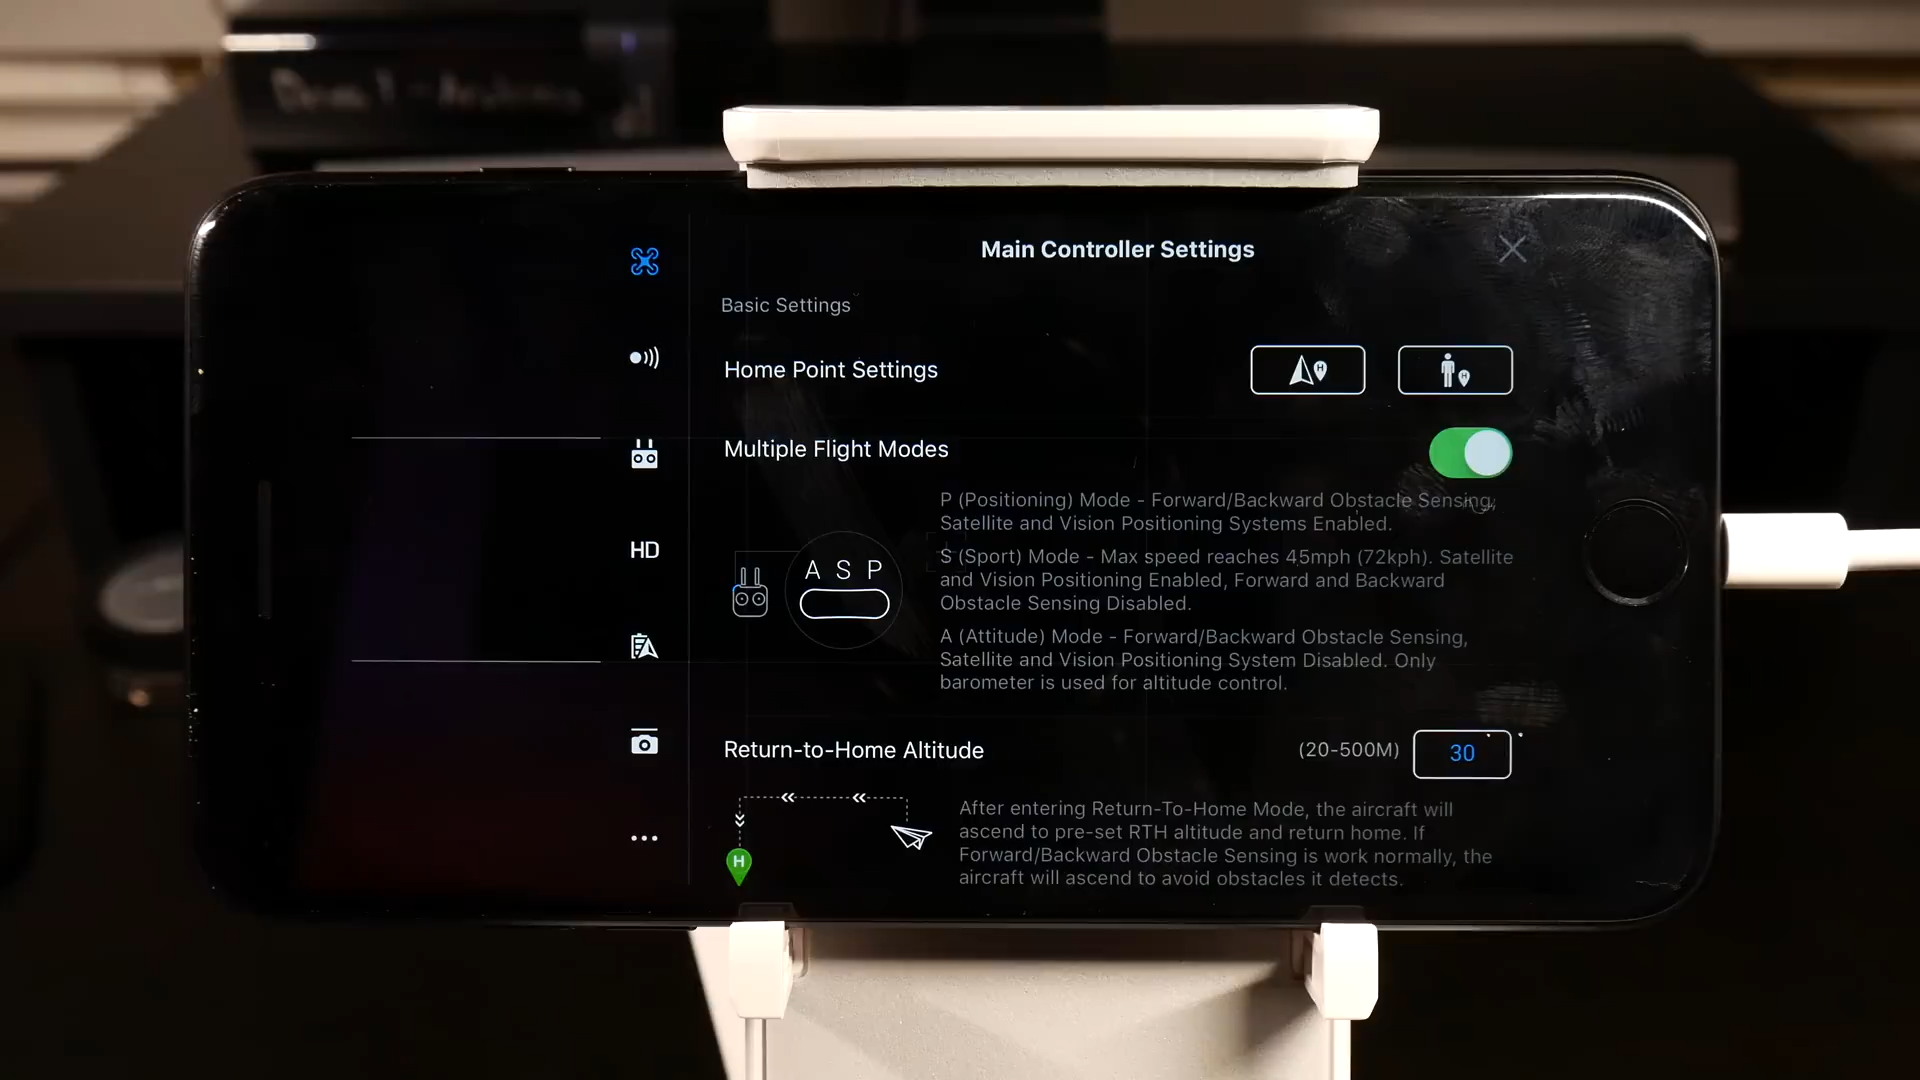 Main Controller Settings
Basic Settings
Home Point Settings
H
H
Multiple Flight Modes
P (Positioning) Mode - Forward/Backward Obstacle Sensing,
Satellite and Vision Positioning Systems Enabled.
A S P
S (Sport) Mode - Max speed reaches 45mph (72kph). Satellite
and Vision Positioning Enabled, Forward and Backward
Obstacle Sensing Disabled.
A (Attitude) Mode - Forward/Backward Obstacle Sensing,
Satellite and Vision Positioning System Disabled. Only
barometer is used for altitude control.
HD
Return-to-Home Altitude
(20-500M)
30
After entering Return-To-Home Mode, the aircraft will
ascend to pre-set RTH altitude and return home. If
Forward/Backward Obstacle Sensing is work normally, the
aircraft will ascend to avoid obstacles it detects.
H